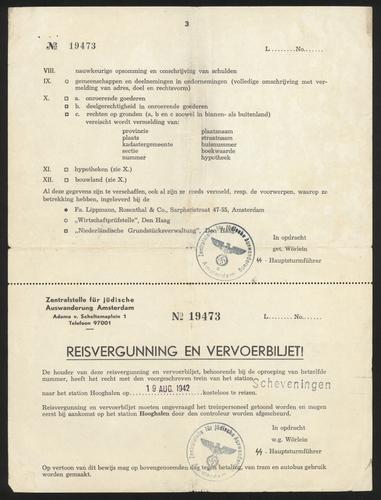 3
№ 19473 L........No.......
VIII. nauwkeurige opsomming en omschrijving van schulden
IX. gemeenschappen en deelnemingen in ondernemingen (volledige omschrijving met vermelding van adres, doel en rechtsvorm)
X. a. onroerende goederen
b. deelgerechtigheid in onroerende goederen
c. rechten op gronden (a, b en c zoowel in binnen- als buitenland)
vereischt wordt vermelding van:
provincie plaatsnaam
plaats straatnaam
kadastergemeente huisnummer
sectie boekwaarde
nummer hypotheek
XI. hypotheken (zie X.)
XII. bouwland (zie X.)
Al deze gegevens zijn te verschaffen, ook al zijn ze reeds vermeld, resp. de voorwerpen, waarop ze
betrekking hebben, ingeleverd bij de
Fa. Lippmann, Rosenthal & Co., Sarphatistraat 47-55, Amsterdam
„Wirtschaftprüfstelle", Den Haag
„Niederländische Grundstücksverwaltung", Den Haag
In opdracht
get. Wörlein
ϟϟ - Hauptsturmführer
Zentralstelle für jüdische
Auswanderung Amsterdam
Adama v. Scheltemaplein 1
Telefoon 97001
№ 19473 L........No.......
REISVERGUNNING EN VERVOERBILJET!
De houder van deze reisvergunning en vervoerbiljet, behoorende bij de oproeping van hetzelfde
nummer, heeft het recht met den voorgeschreven trein van het station Scheveningen
naar het station Hooghalen op 19 AUG. 1942 kosteloos te reizen.
Reisvergunning en vervoerbiljet moeten ongevraagd het treinpersoneel getoond worden en mogen
eerst bij aankomst op het station Hooghalen door den controleur worden afgescheurd.
In opdracht
w.g. Wörlein
ϟϟ - Hauptsturmführer
Op vertoon van dit bewijs mag op bovengenoemden dag tegen betaling, van tram en autobus gebruik
worden gemaakt.